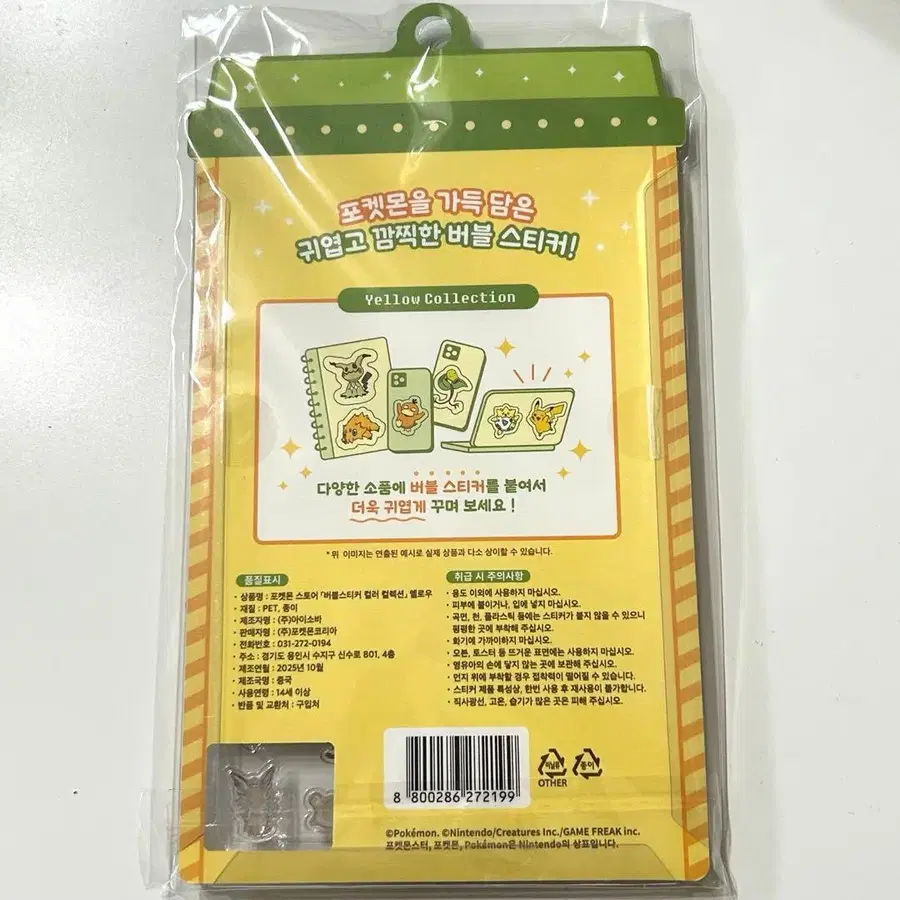 포켓몬을 가득 담은
귀엽고 깜찍한 버블 스티커!
Yellow Collection
다양한 소품에 버블 스티커를 붙여서
더욱 귀엽게 꾸며 보세요!
*위 이미지는 연출된 예시로 실제 상품과 다소 상이할 수 있습니다.
품질표시
• 상품명 : 포켓몬 스토어 「버블스티커 컬러 컬렉션」 옐로우
• 재질 : PET, 종이
• 제조자명 : (주)아이소바
• 판매자명 : (주)포켓몬코리아
• 전화번호 : 031-272-0194
• 주소 : 경기도 용인시 수지구 신수로 801, 4층
• 제조연월 : 2025년 10월
• 제조국명 : 중국
• 사용연령 : 14세 이상
• 반품 및 교환처 : 구입처
취급 시 주의사항
• 용도 이외에 사용하지 마십시오.
• 피부에 붙이거나, 입에 넣지 마십시오.
• 곡면, 천, 플라스틱 등에는 스티커가 붙지 않을 수 있으니
평평한 곳에 부착해 주십시오.
• 화기에 가까이하지 마십시오.
• 오븐, 토스터 등 뜨거운 표면에는 사용하지 마십시오.
• 영유아의 손에 닿지 않는 곳에 보관해 주십시오.
• 먼지 위에 부착할 경우 접착력이 떨어질 수 있습니다.
• 스티커 제품 특성상, 한번 사용 후 재사용이 불가합니다.
• 직사광선, 고온, 습기가 많은 곳은 피해 주십시오.
8 800286 272199
비닐류 종이
OTHER
©Pokémon. ©Nintendo/Creatures Inc./GAME FREAK inc.
포켓몬스터, 포켓몬, Pokémon은 Nintendo의 상표입니다.